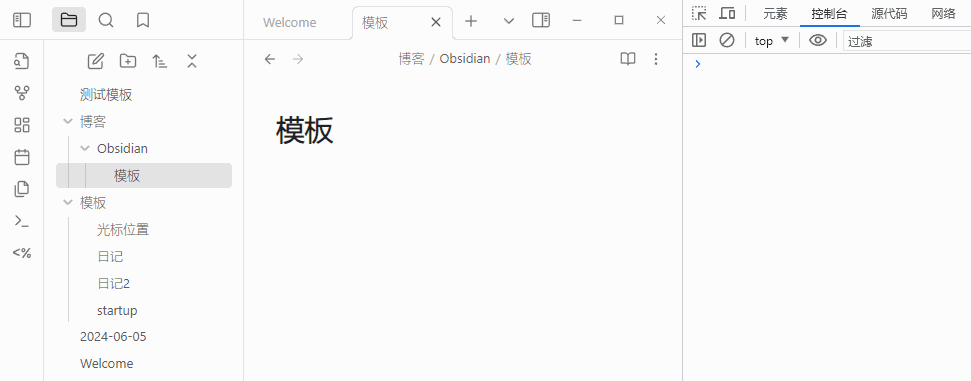 Welcome
模板
元素
控制台
源代码
网络
博客 / Obsidian / 模板
top
过滤
测试模板
博客
Obsidian
模板
模板
光标位置
日记
日记2
startup
2024-06-05
Welcome
<%
模板